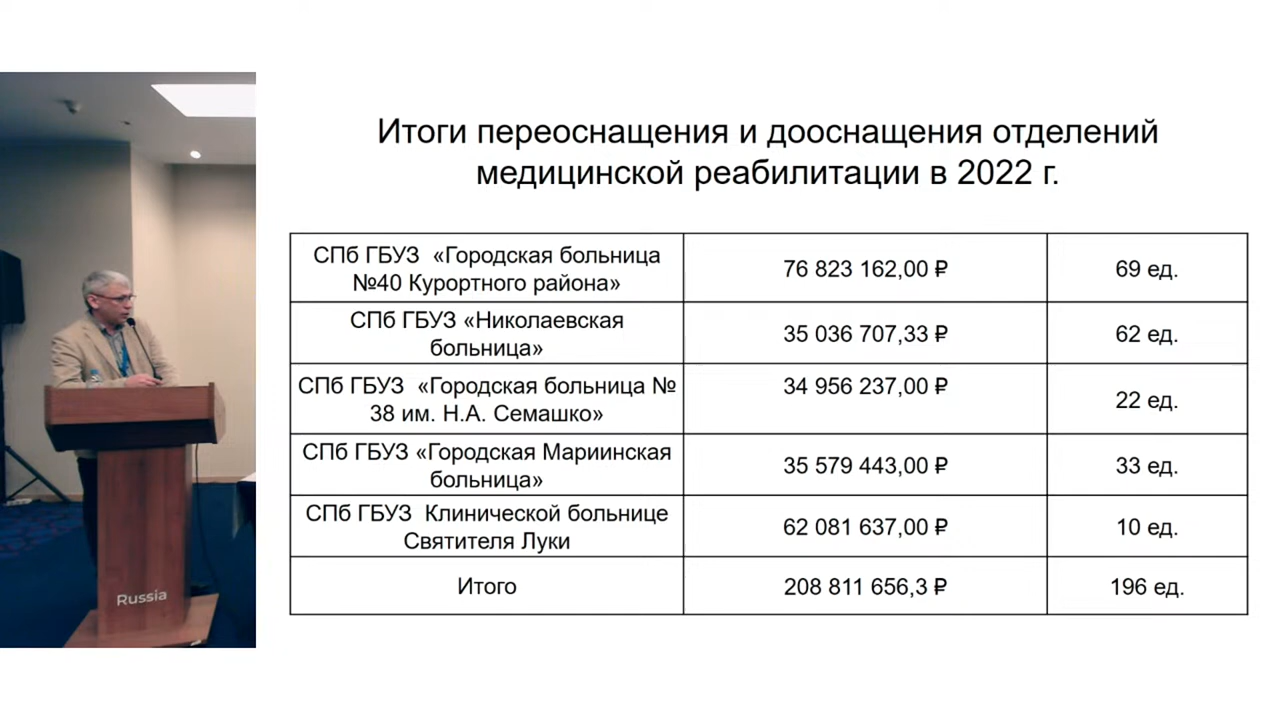 Итоги переоснащения и дооснащения отделений
медицинской реабилитации в 2022 г.
СПб ГБУЗ «Городская больница
№40 Курортного района»
76 823 162,00 ₽
69 ед.
СПб ГБУЗ «Николаевская
больница»
35 036 707,33 ₽
62 ед.
СПб ГБУЗ «Городская больница №
38 им. Н.А. Семашко»
34 956 237,00 ₽
22 ед.
СПб ГБУЗ «Городская Мариинская
больница»
35 579 443,00 ₽
33 ед.
СПб ГБУЗ Клинической больнице
Святителя Луки
62 081 637,00 ₽
10 ед.
Итого
208 811 656,3 ₽
196 ед.
Russia